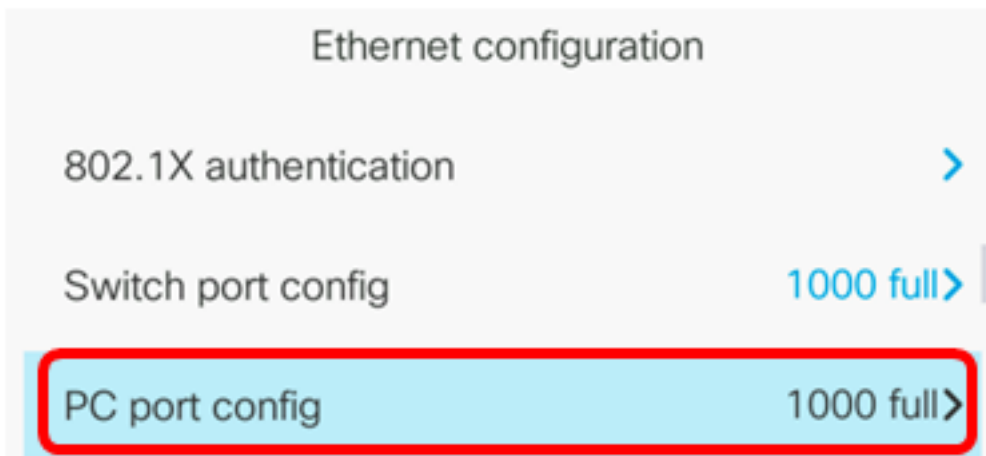 Ethernet configuration
802.1X authentication
Switch port config 1000 full
PC port config 1000 full